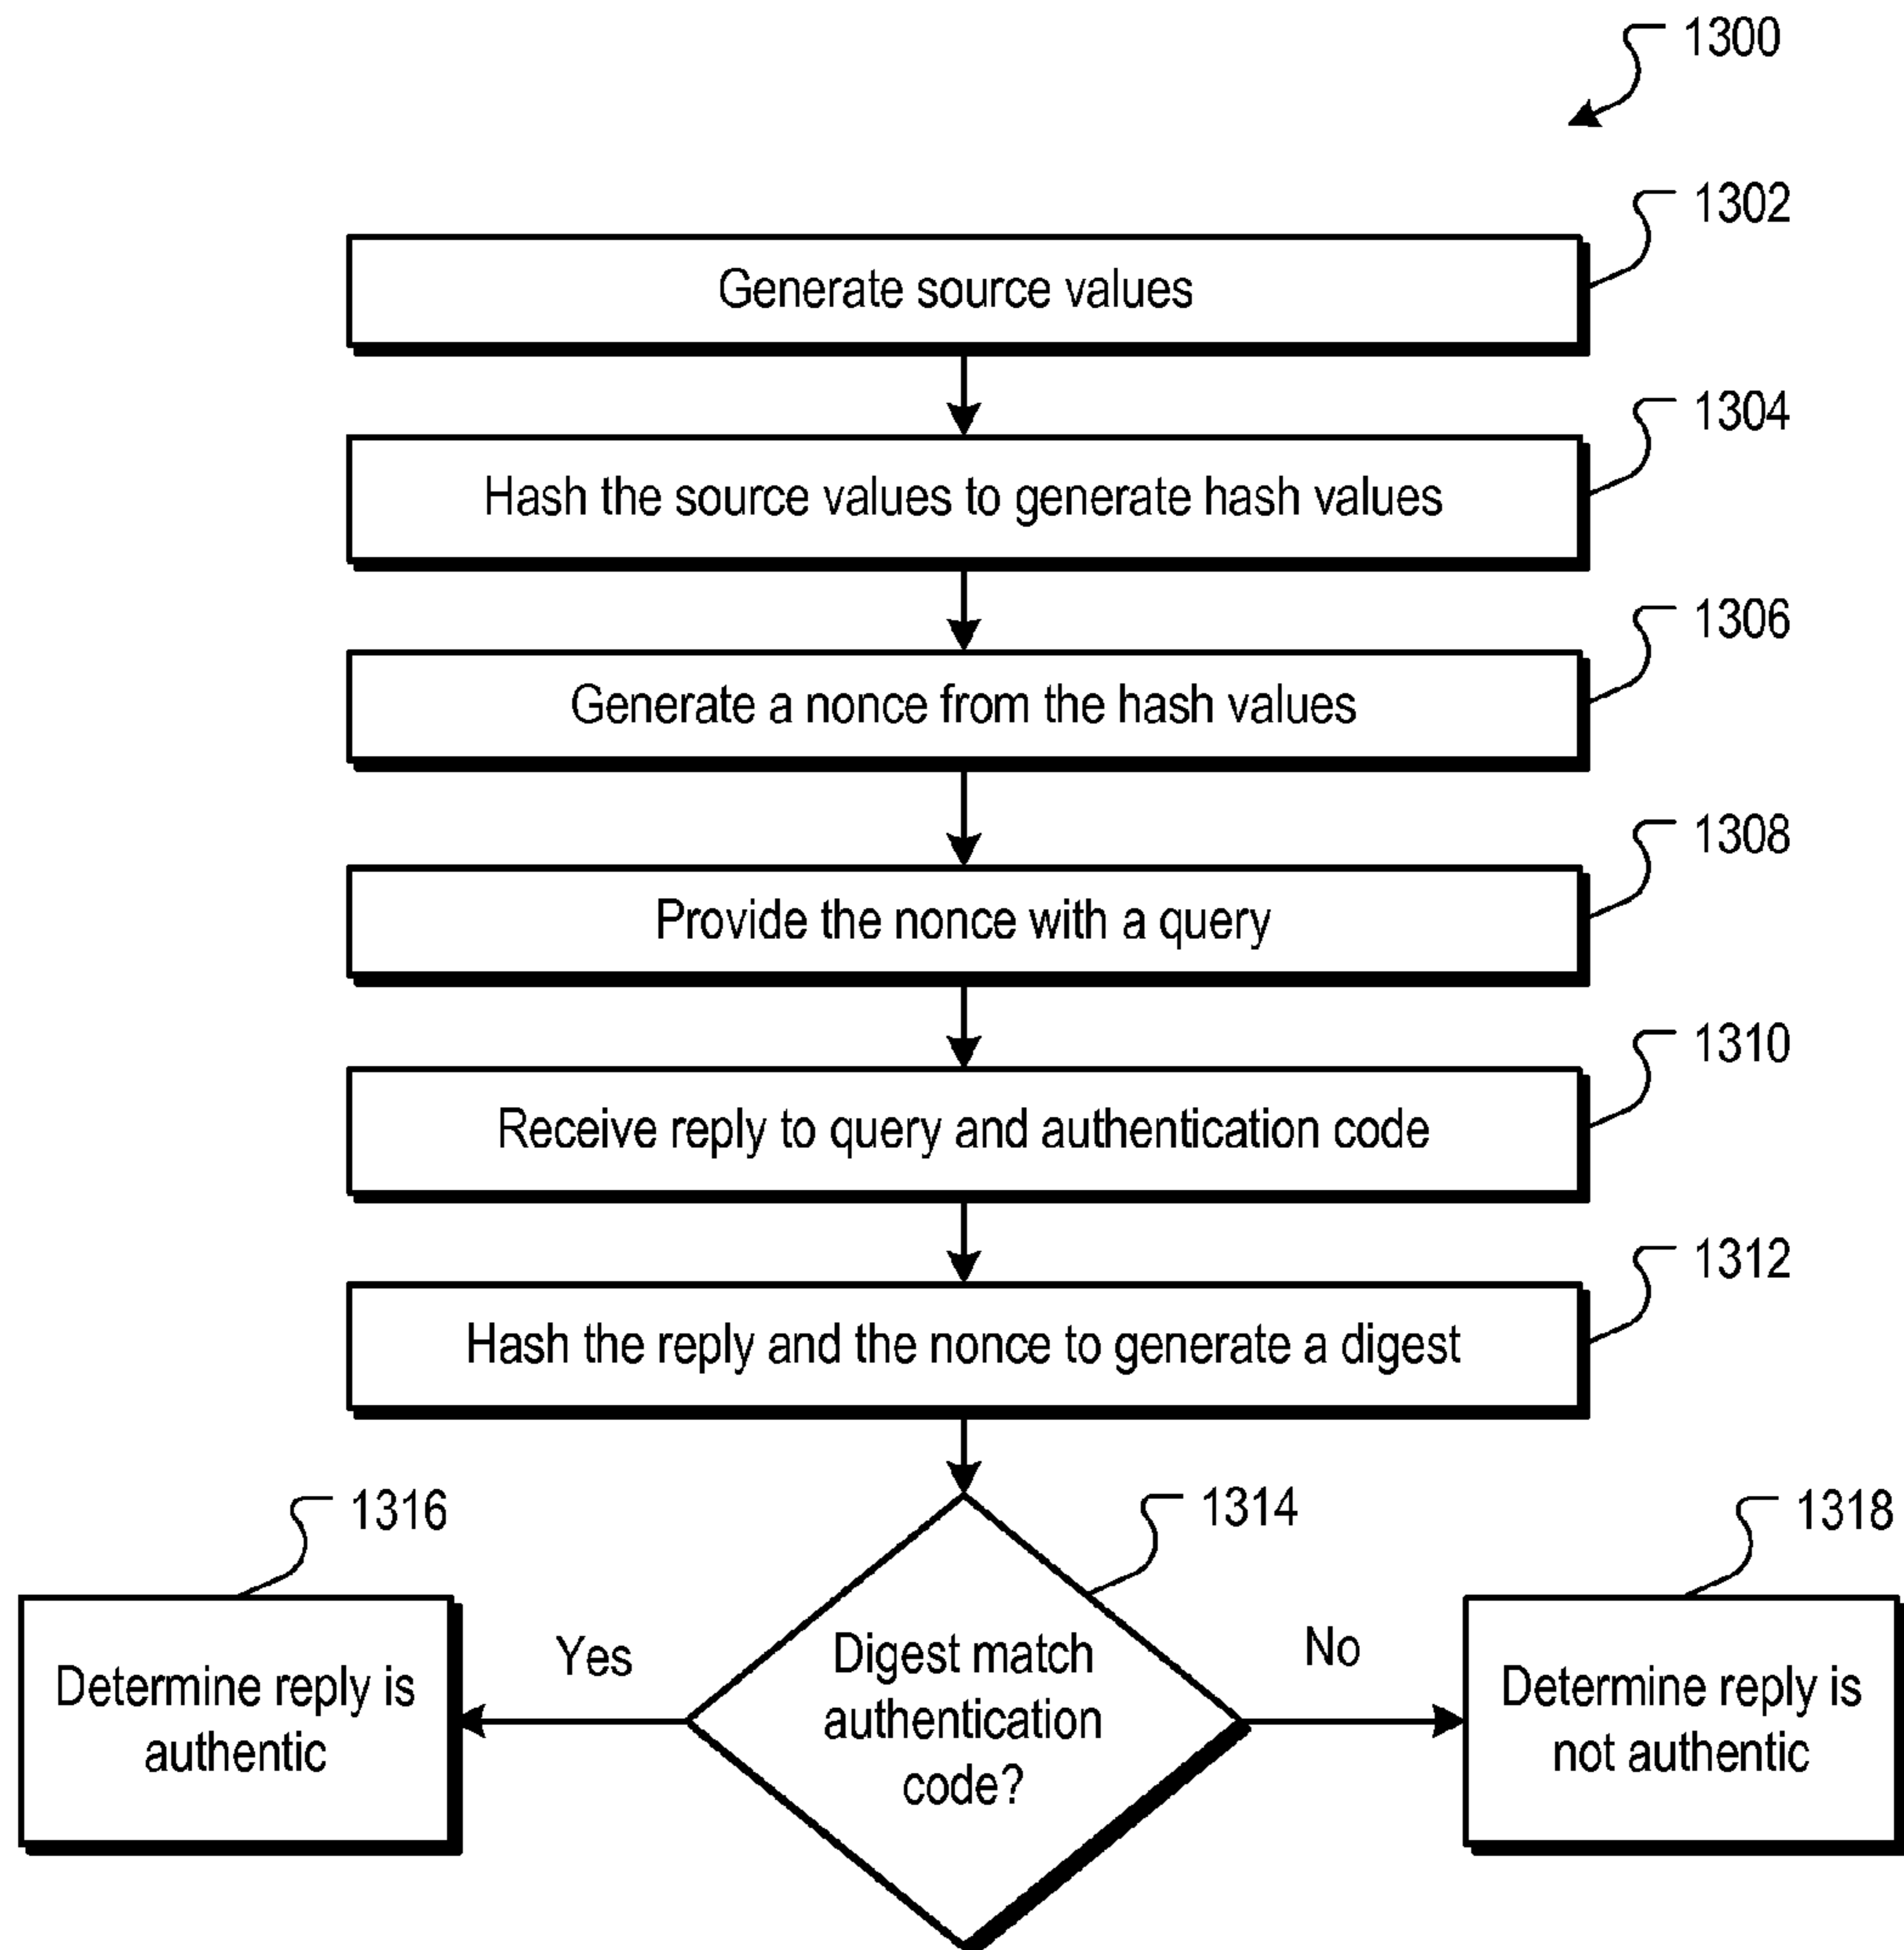 1300
1302
Generate source values
1304
Hash the source values to generate hash values
1306
Generate a nonce from the hash values
1308
Provide the nonce with a query
1310
Receive reply to query and authentication code
1312
Hash the reply and the nonce to generate a digest
1316
1314
1318
Determine reply is
authentic
Yes
Digest match
authentication
code?
No
Determine reply is
not authentic